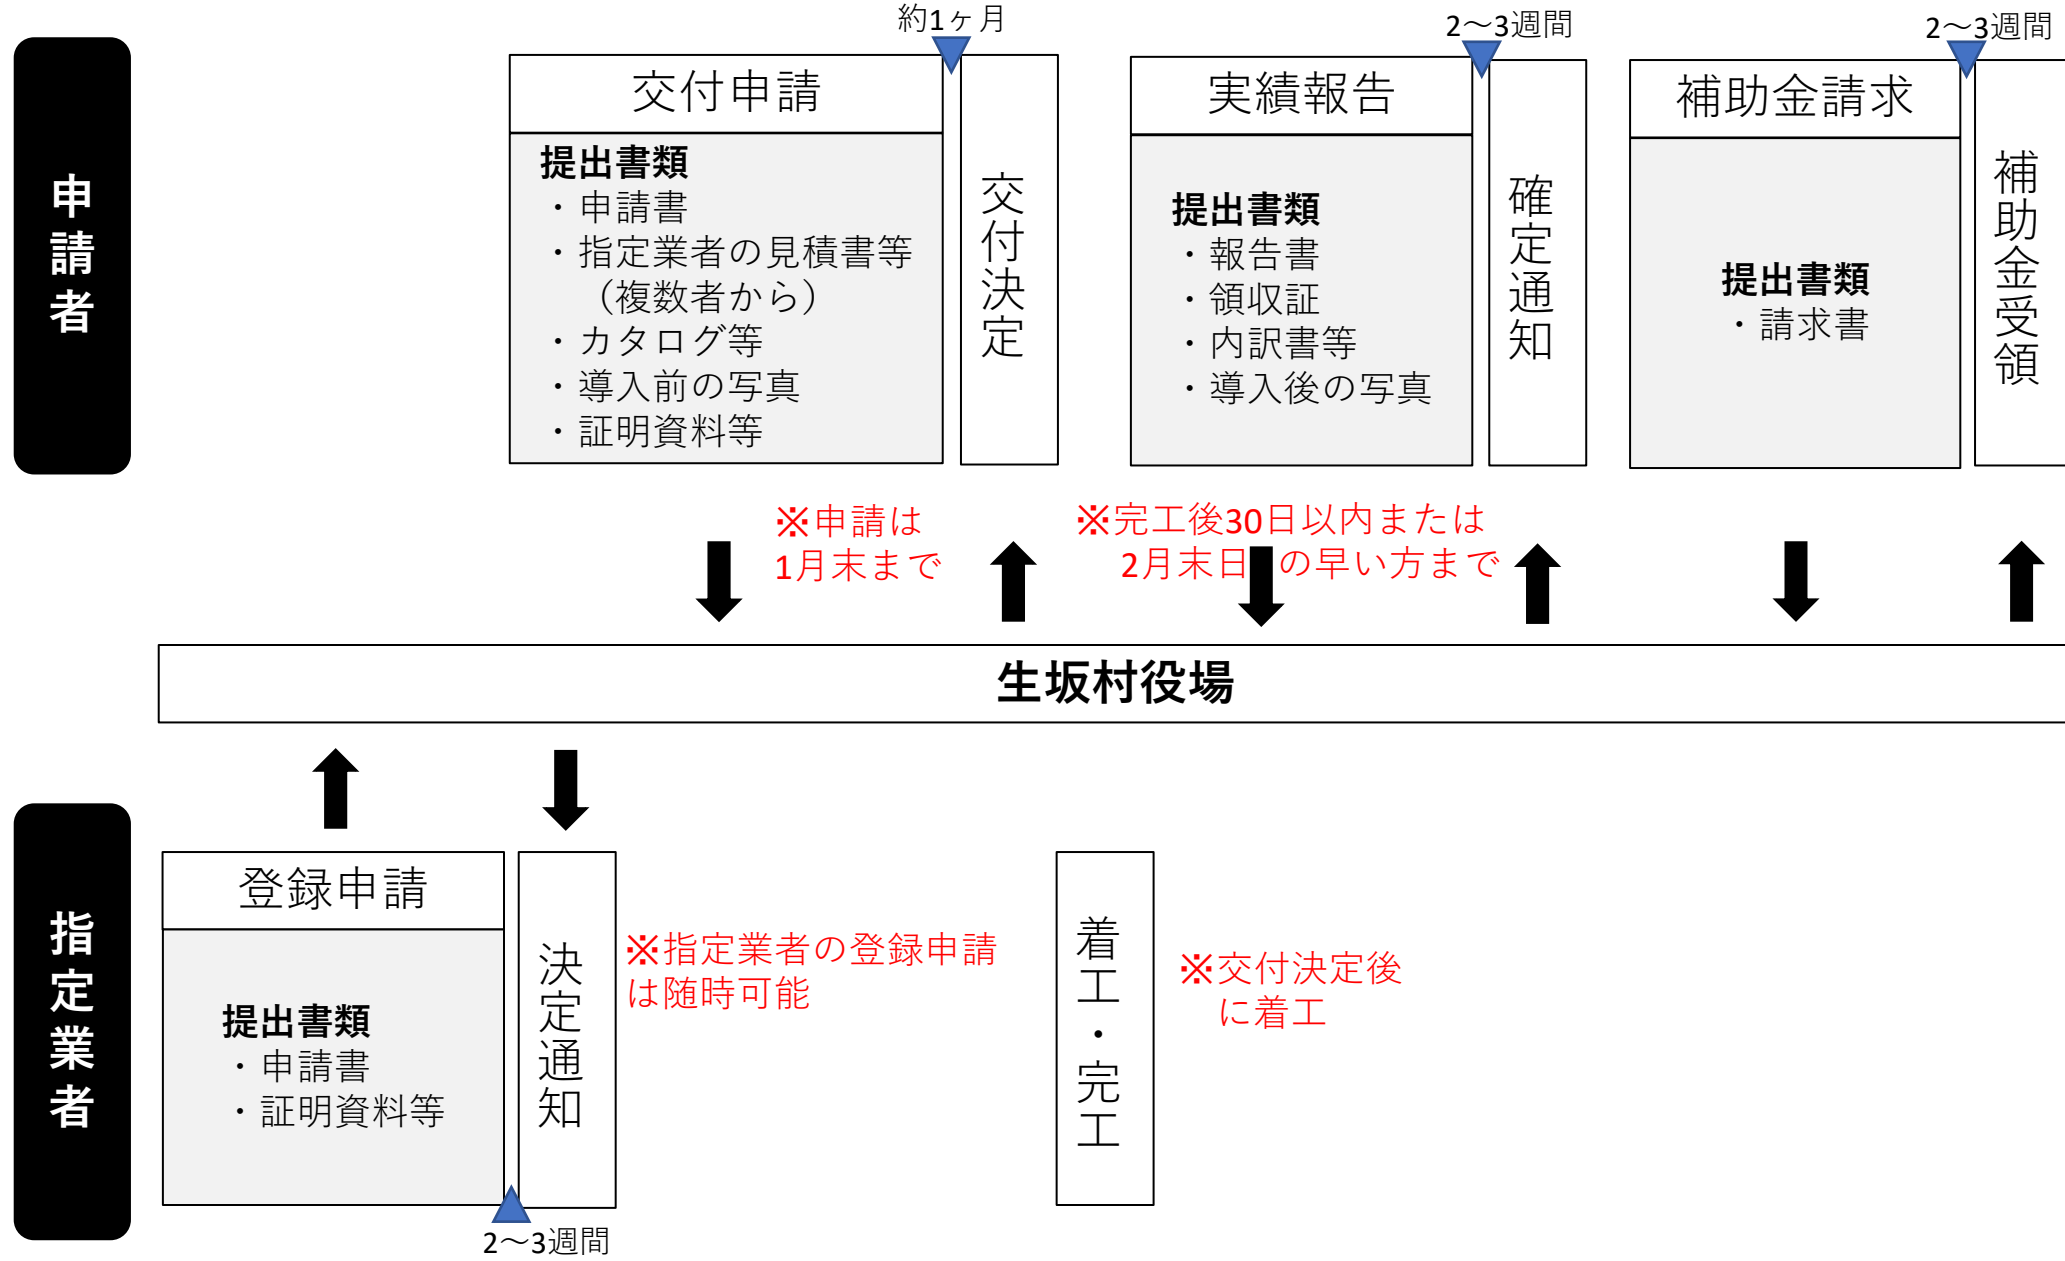 申請者
約1ヶ月
交付申請
提出書類
・申請書
・指定業者の見積書等
（複数者から）
・カタログ等
・導入前の写真
・証明資料等
交付決定
2～3週間
実績報告
提出書類
・報告書
・領収証
・内訳書等
・導入後の写真
確定通知
2～3週間
補助金請求
提出書類
・請求書
補助金受領
※申請は
1月末まで
※完工後30日以内または
2月末日の早い方まで
生坂村役場
指定業者
登録申請
提出書類
・申請書
・証明資料等
2～3週間
決定通知
※指定業者の登録申請
は随時可能
着工・完工
※交付決定後
に着工